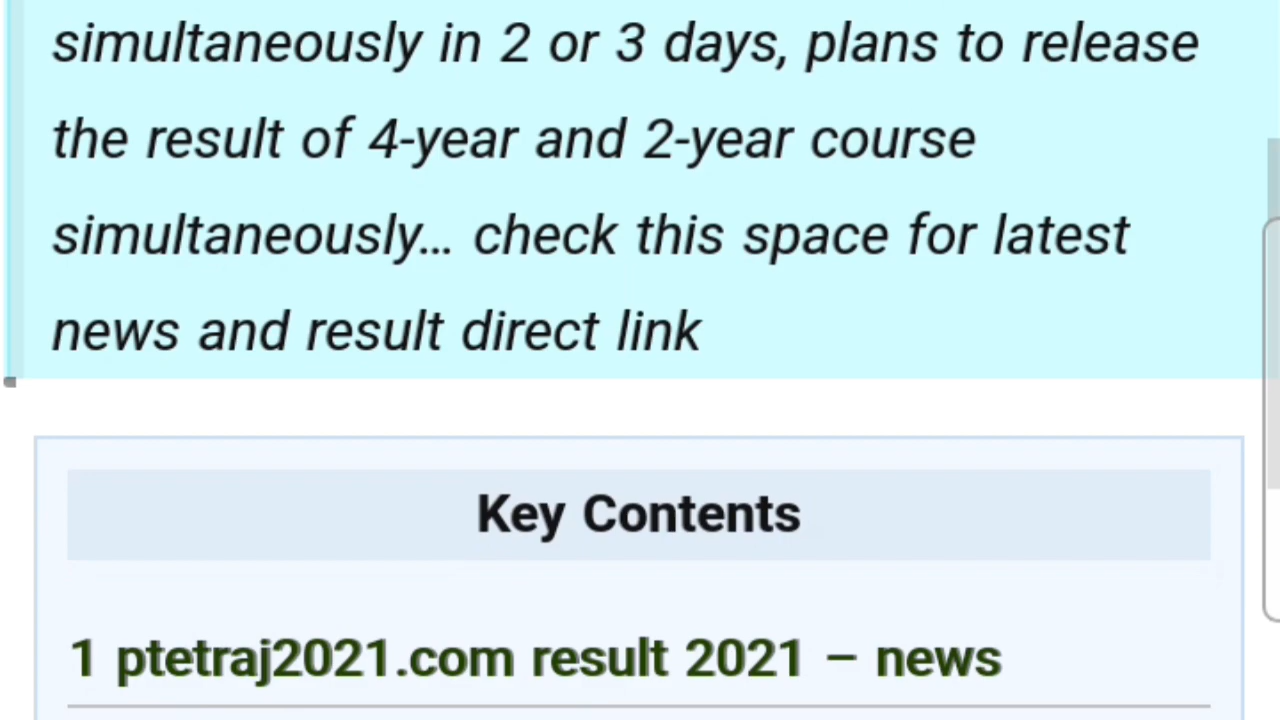 simultaneously in 2 or 3 days, plans to release
the result of 4-year and 2-year course
simultaneously... check this space for latest
news and result direct link
Key Contents
1 ptetraj2021.com result 2021 – news